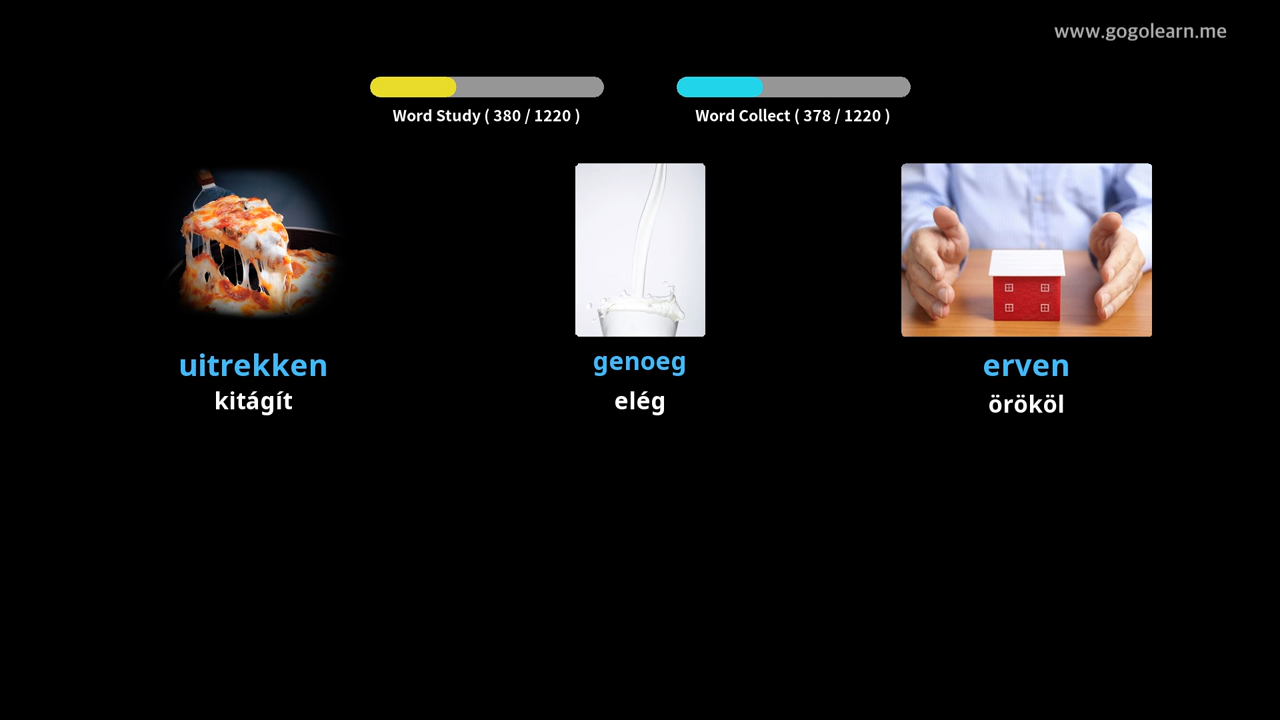 www.gogolearn.me
Word Study ( 380 / 1220 )
Word Collect ( 378 / 1220 )
uitrekken
kitágít
genoeg
elég
erven
örököl